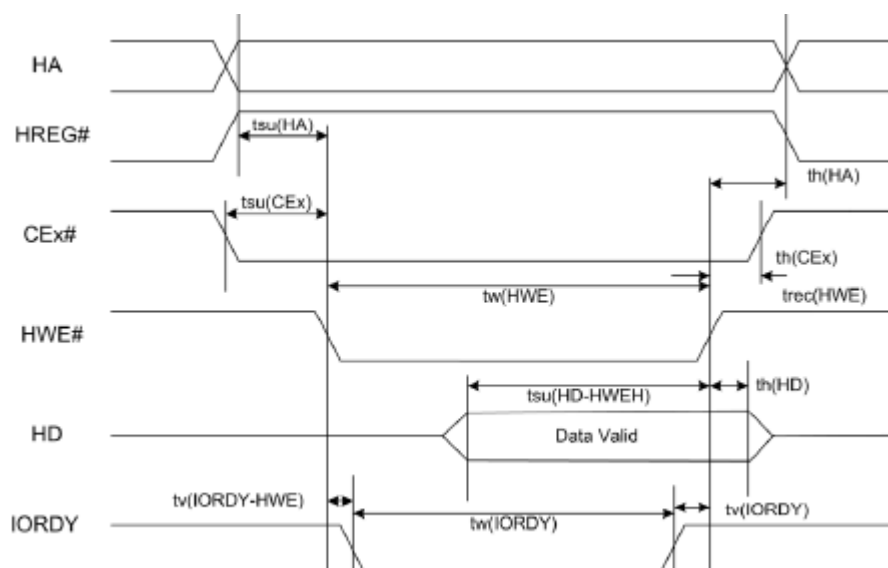 HA
tsu(HA)
HREG#
th(HA)
tsu(CEx)
CEx#
th(CEx)
tw(HWE)
trec(HWE)
HWE#
tsu(HD-HWEH)
th(HD)
HD
Data Valid
tv(IORDY-HWE)
tw(IORDY)
tv(IORDY)
IORDY